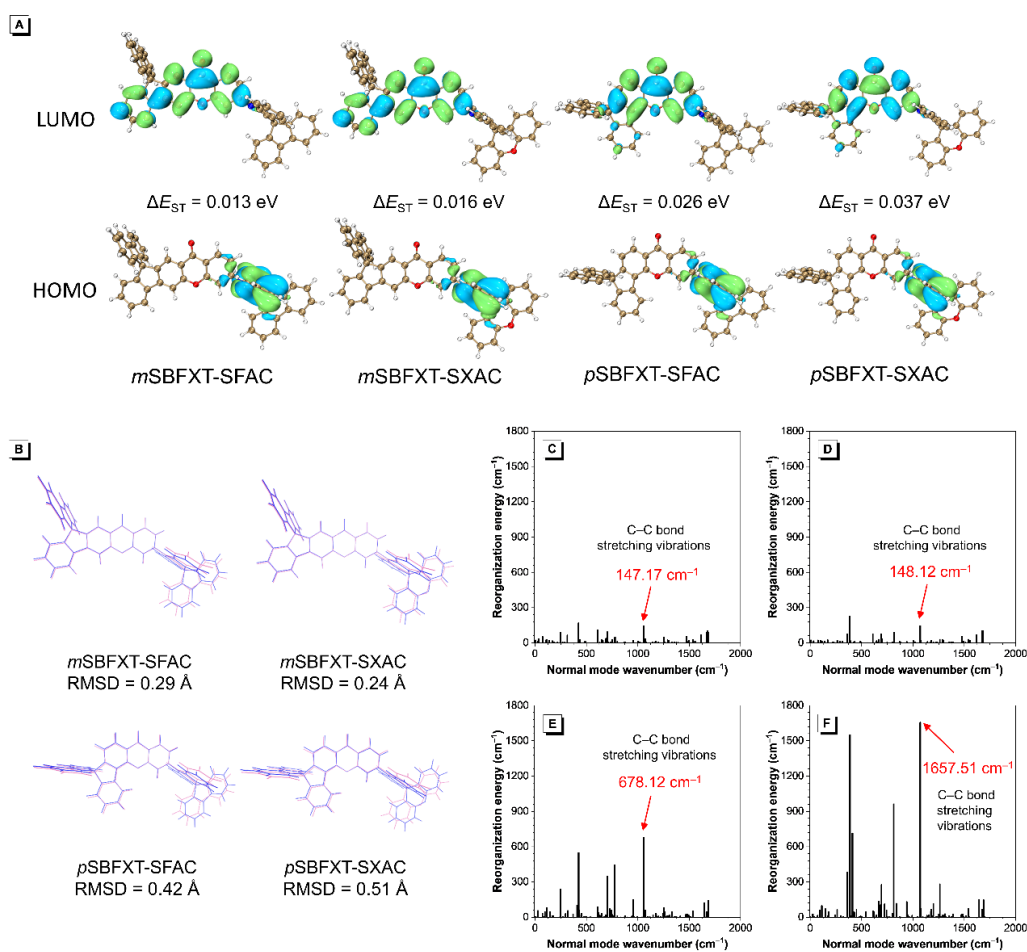 A
LUMO
ΔEST = 0.013 eV
ΔEST = 0.016 eV
ΔEST = 0.026 eV
ΔEST = 0.037 eV
HOMO
mSBFXT-SFAC
mSBFXT-SXAC
pSBFXT-SFAC
pSBFXT-SXAC
B
mSBFXT-SFAC
RMSD = 0.29 Å
mSBFXT-SXAC
RMSD = 0.24 Å
pSBFXT-SFAC
RMSD = 0.42 Å
pSBFXT-SXAC
RMSD = 0.51 Å
C
Reorganization energy (cm⁻¹)
1800
1500
1200
900
600
300
0
C–C bond
stretching vibrations
147.17 cm⁻¹
0 500 1000 1500 2000
Normal mode wavenumber (cm⁻¹)
D
Reorganization energy (cm⁻¹)
1800
1500
1200
900
600
300
0
C–C bond
stretching vibrations
148.12 cm⁻¹
0 500 1000 1500 2000
Normal mode wavenumber (cm⁻¹)
E
Reorganization energy (cm⁻¹)
1800
1500
1200
900
600
300
0
C–C bond
stretching vibrations
678.12 cm⁻¹
0 500 1000 1500 2000
Normal mode wavenumber (cm⁻¹)
F
Reorganization energy (cm⁻¹)
1800
1500
1200
900
600
300
0
1657.51 cm⁻¹
C–C bond
stretching
vibrations
0 500 1000 1500 2000
Normal mode wavenumber (cm⁻¹)